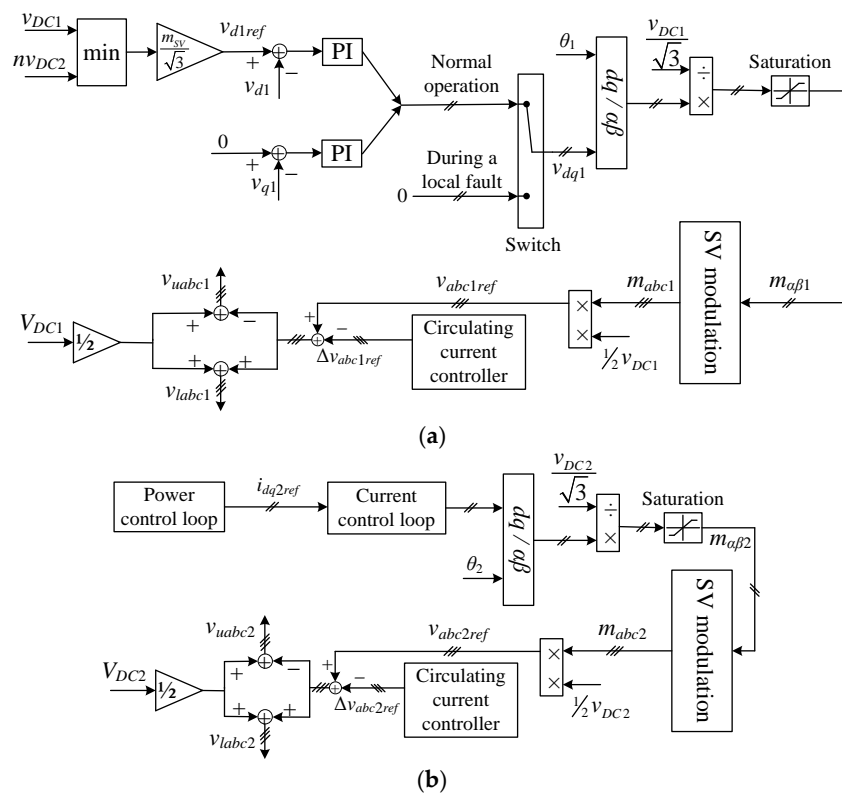 v_DC1
nv_DC2
min
m_SV
√3
v_d1ref
+
−
v_d1
PI
0
+
−
v_q1
PI
Normal
operation
During a
local fault
0
Switch
v_dq1
θ_1
dq / αβ
v_DC1
√3
÷
×
Saturation
V_DC1
½
v_uabc1
+
−
+
+
v_labc1
v_abc1ref
+
−
Δv_abc1ref
Circulating
current
controller
m_abc1
×
×
½ v_DC1
SV modulation
m_αβ1
(a)
Power
control loop
i_dq2ref
Current
control loop
θ_2
dq / αβ
v_DC2
√3
÷
×
Saturation
m_αβ2
V_DC2
½
v_uabc2
+
−
+
+
v_labc2
v_abc2ref
+
−
Δv_abc2ref
Circulating
current
controller
m_abc2
×
×
½ v_DC2
SV modulation
(b)